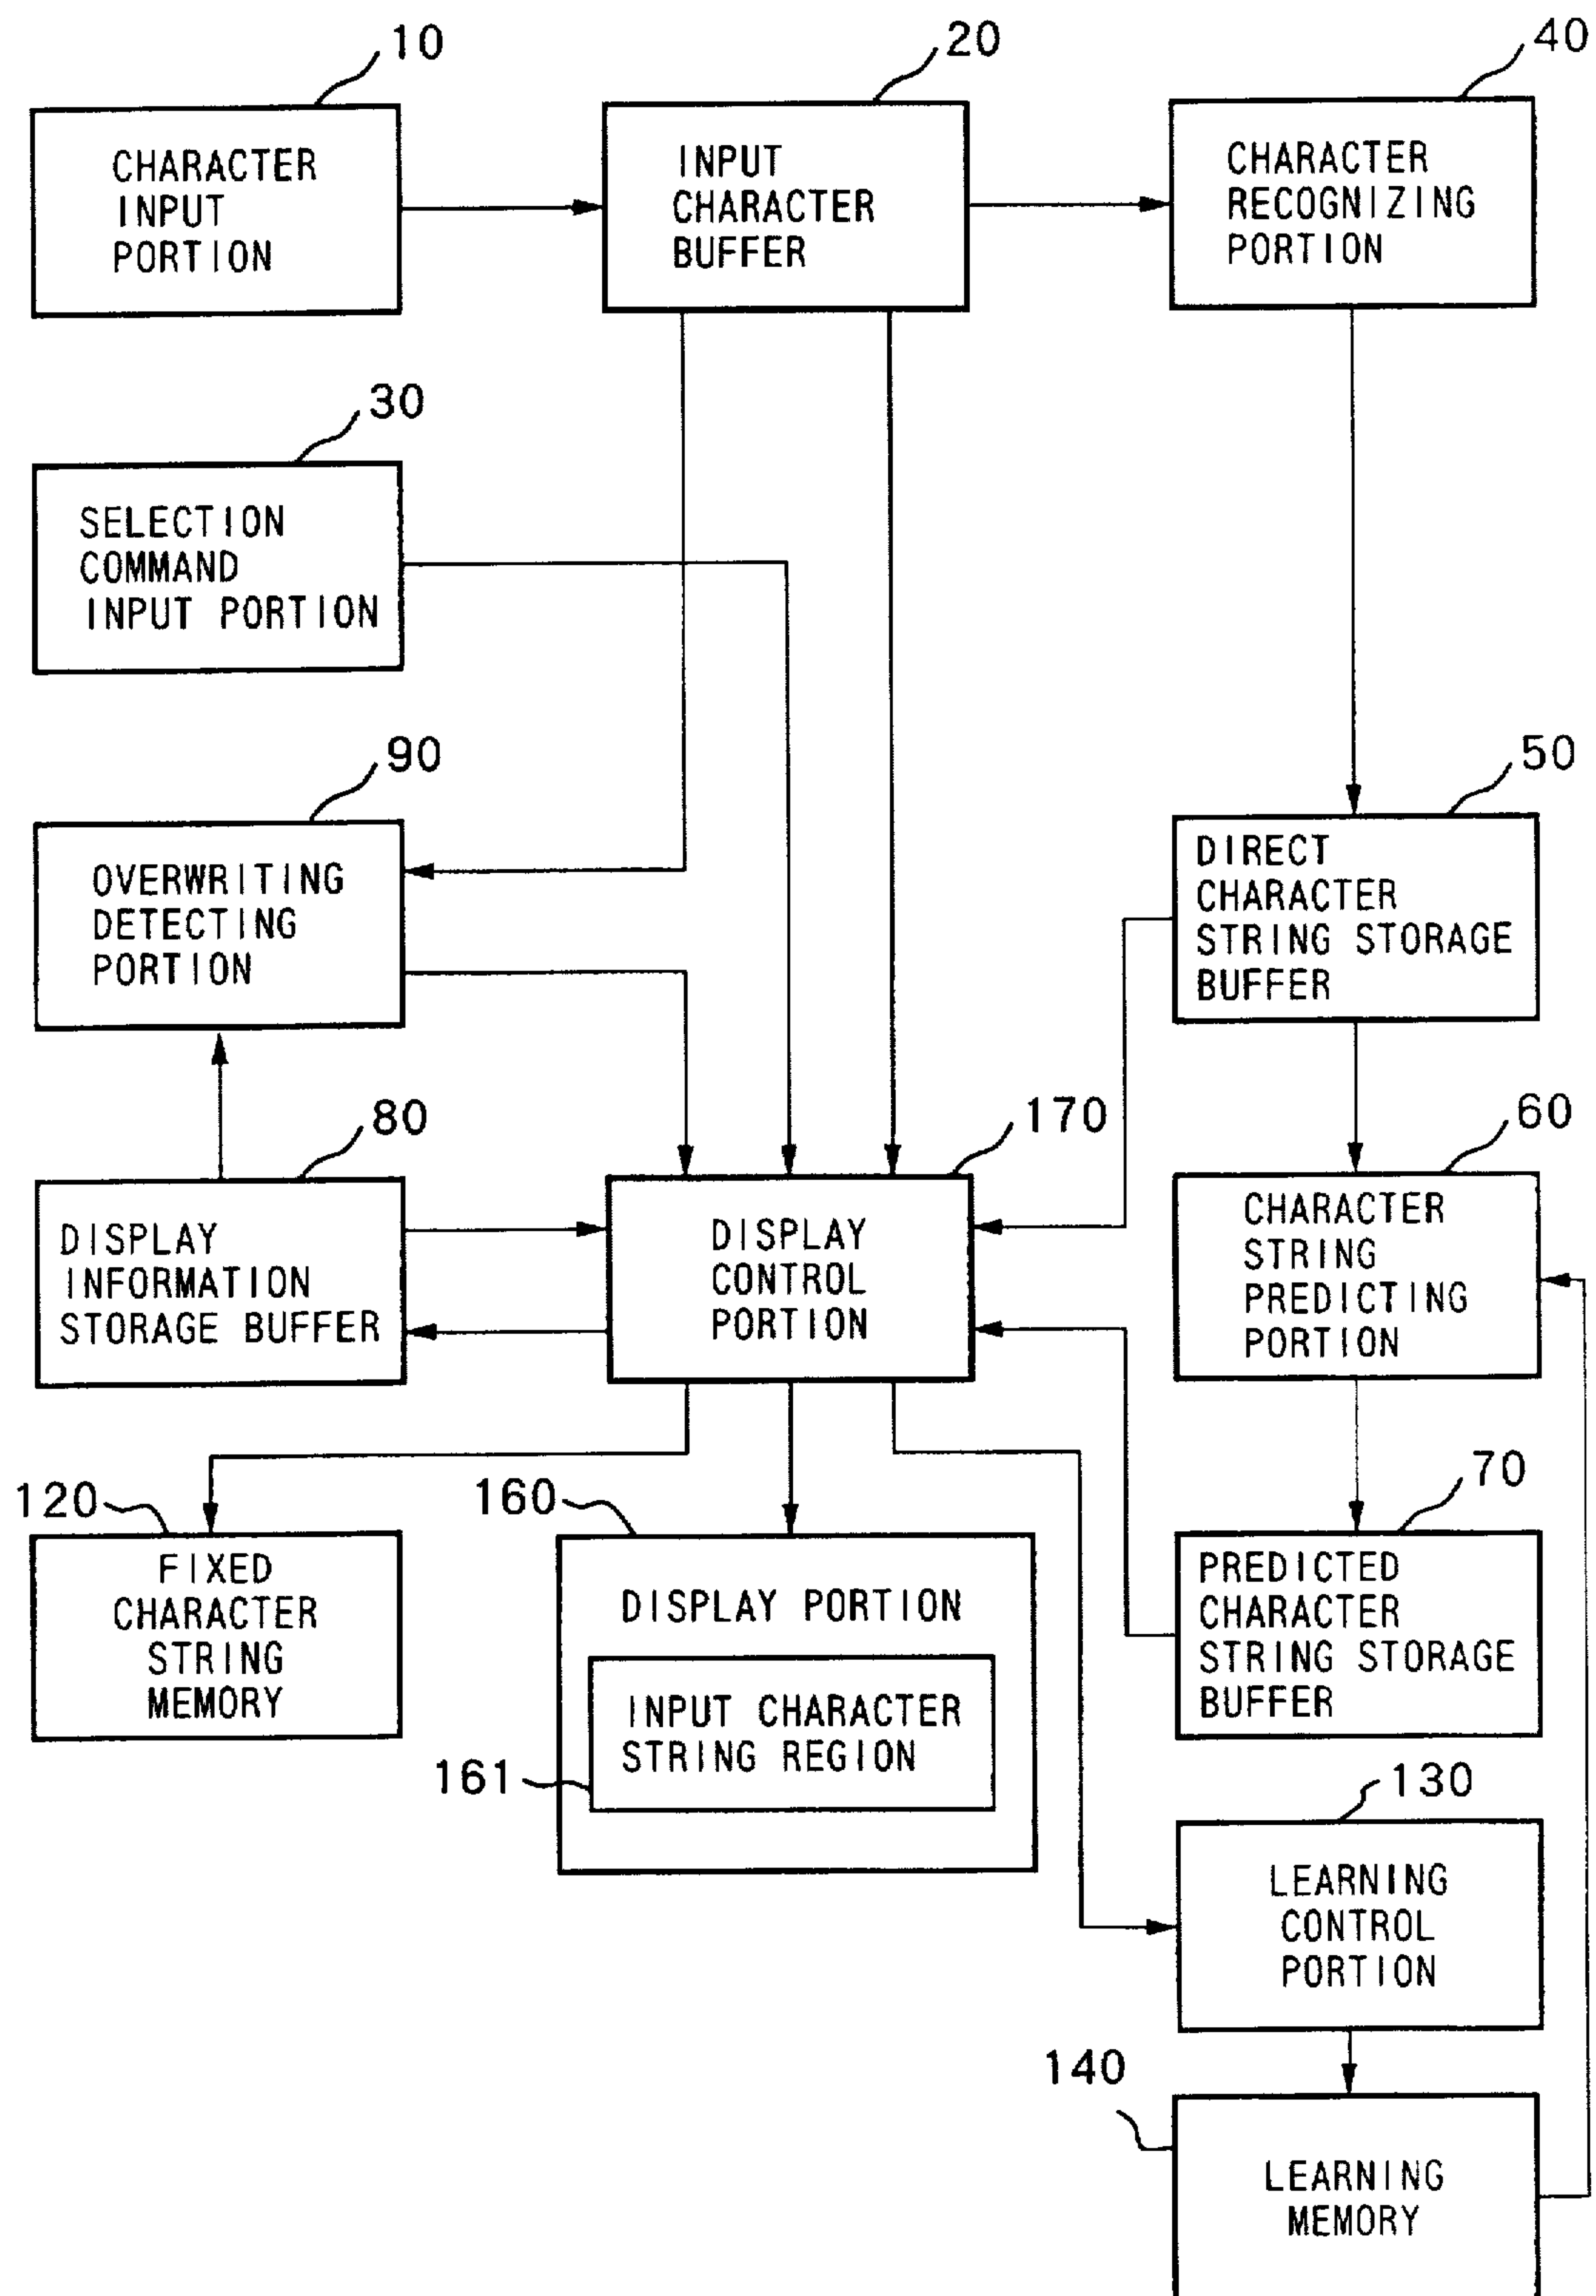 10
CHARACTER
INPUT
PORTION
20
INPUT
CHARACTER
BUFFER
40
CHARACTER
RECOGNIZING
PORTION
30
SELECTION
COMMAND
INPUT PORTION
90
OVERWRITING
DETECTING
PORTION
50
DIRECT
CHARACTER
STRING STORAGE
BUFFER
80
DISPLAY
INFORMATION
STORAGE BUFFER
170
DISPLAY
CONTROL
PORTION
60
CHARACTER
STRING
PREDICTING
PORTION
120
FIXED
CHARACTER
STRING
MEMORY
160
DISPLAY PORTION
161
INPUT CHARACTER
STRING REGION
70
PREDICTED
CHARACTER
STRING STORAGE
BUFFER
130
LEARNING
CONTROL
PORTION
140
LEARNING
MEMORY